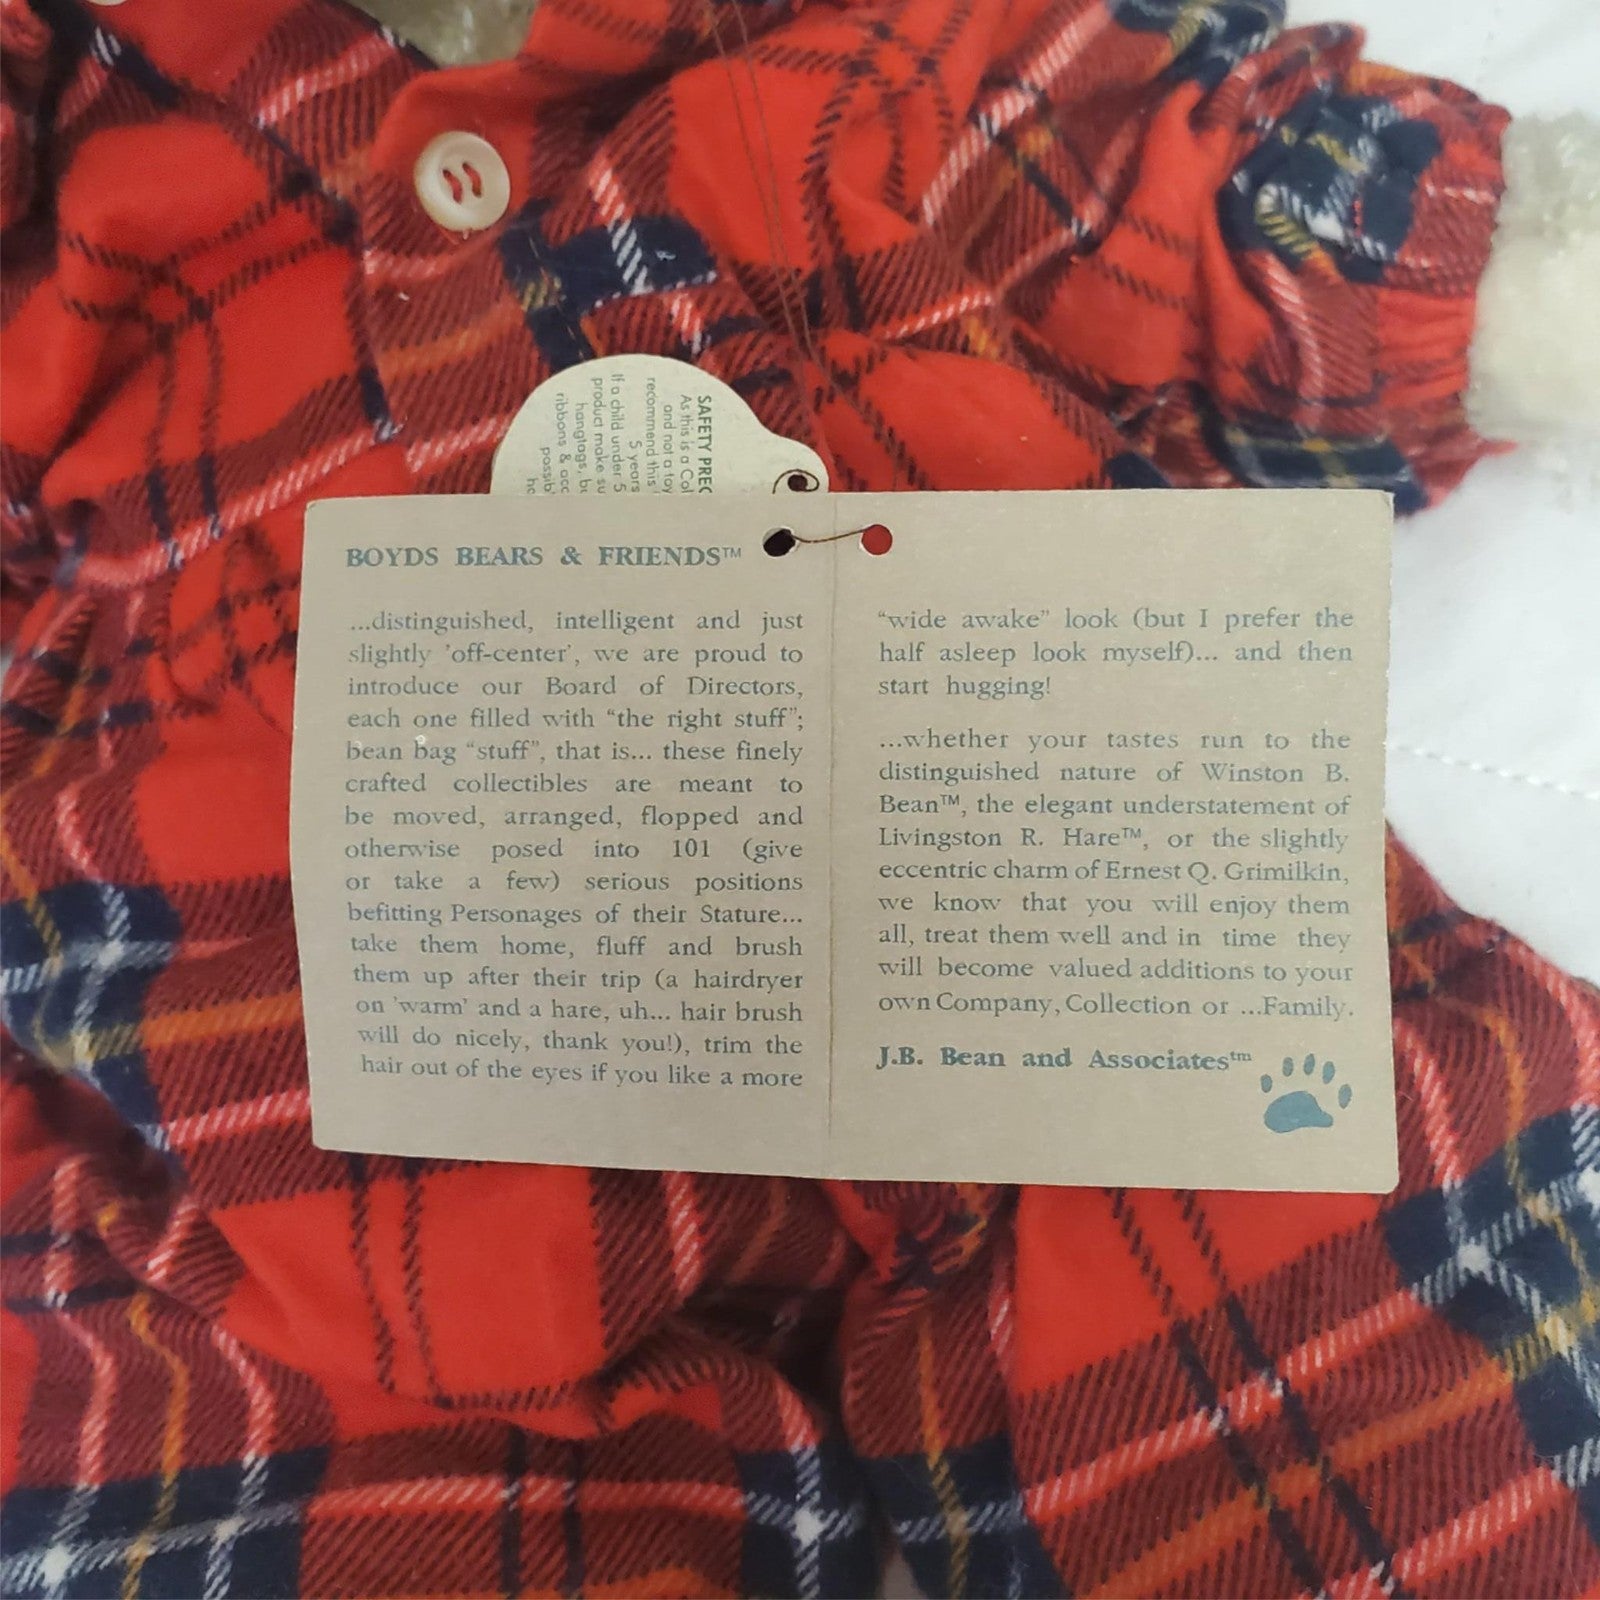 SAFETY PREC
As this is a Col
and not a toy
recommend this
5 years
If a child under 5
product make su
hangtags, bu
ribbons & acc
possib
BOYDS BEARS & FRIENDS™
...distinguished, intelligent and just
slightly 'off-center', we are proud to
introduce our Board of Directors,
each one filled with “the right stuff”;
bean bag “stuff”, that is... these finely
crafted collectibles are meant to
be moved, arranged, flopped and
otherwise posed into 101 (give
or take a few) serious positions
befitting Personages of their Stature...
take them home, fluff and brush
them up after their trip (a hairdryer
on 'warm' and a hare, uh... hair brush
will do nicely, thank you!), trim the
hair out of the eyes if you like a more
“wide awake” look (but I prefer the
half asleep look myself)... and then
start hugging!
...whether your tastes run to the
distinguished nature of Winston B.
Bean™, the elegant understatement of
Livingston R. Hare™, or the slightly
eccentric charm of Ernest Q. Grimilkin,
we know that you will enjoy them
all, treat them well and in time they
will become valued additions to your
own Company, Collection or ...Family.
J.B. Bean and Associates™